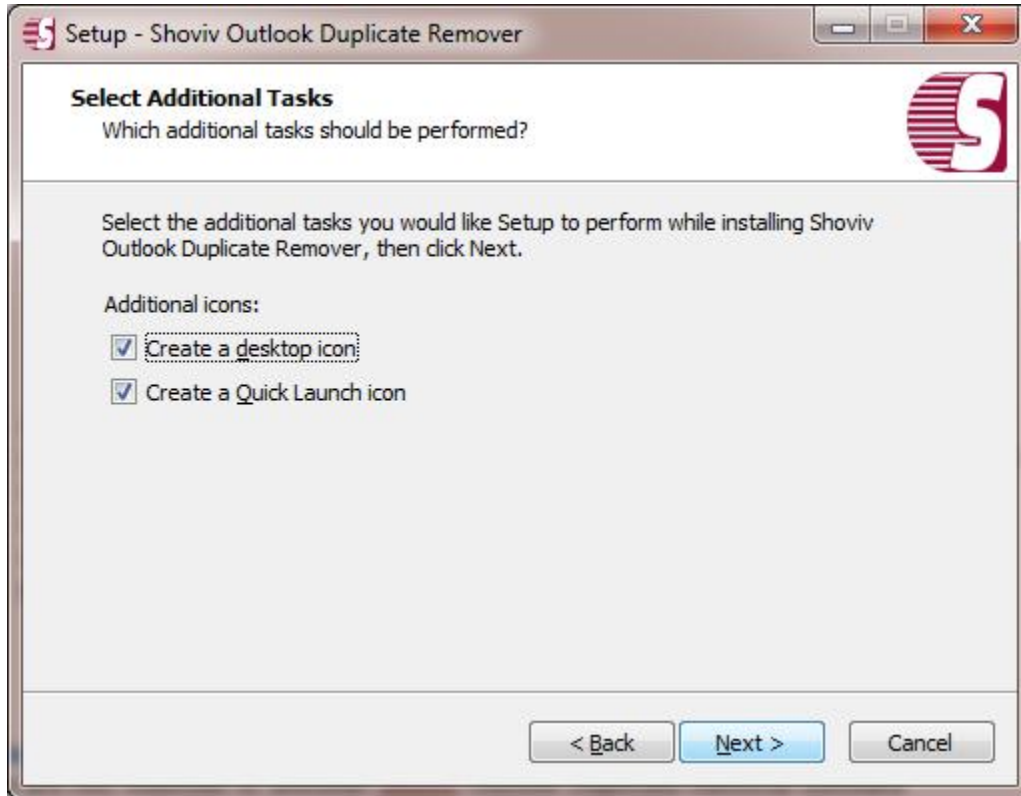 Setup - Shoviv Outlook Duplicate Remover
Select Additional Tasks
Which additional tasks should be performed?
Select the additional tasks you would like Setup to perform while installing Shoviv
Outlook Duplicate Remover, then click Next.
Additional icons:
Create a desktop icon
Create a Quick Launch icon
< Back Next > Cancel